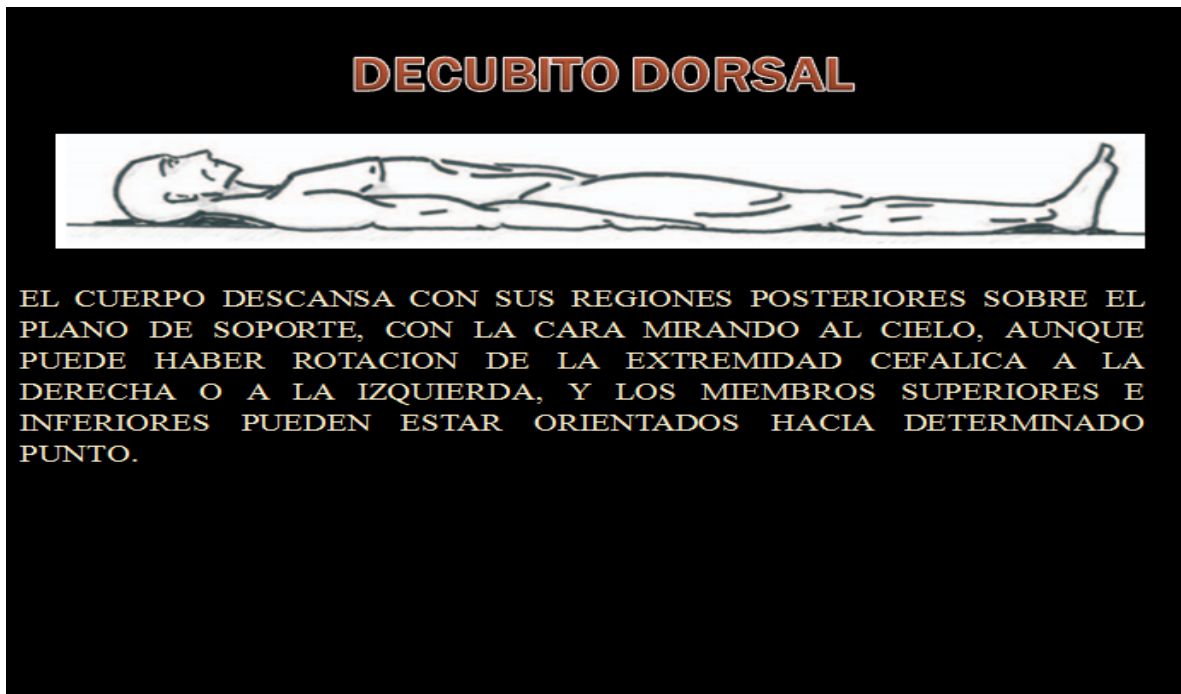 DECUBITO DORSAL
EL CUERPO DESCANSA CON SUS REGIONES POSTERIORES SOBRE EL
PLANO DE SOPORTE, CON LA CARA MIRANDO AL CIELO, AUNQUE
PUEDE HABER ROTACION DE LA EXTREMIDAD CEFALICA A LA
DERECHA O A LA IZQUIERDA, Y LOS MIEMBROS SUPERIORES E
INFERIORES PUEDEN ESTAR ORIENTADOS HACIA DETERMINADO
PUNTO.